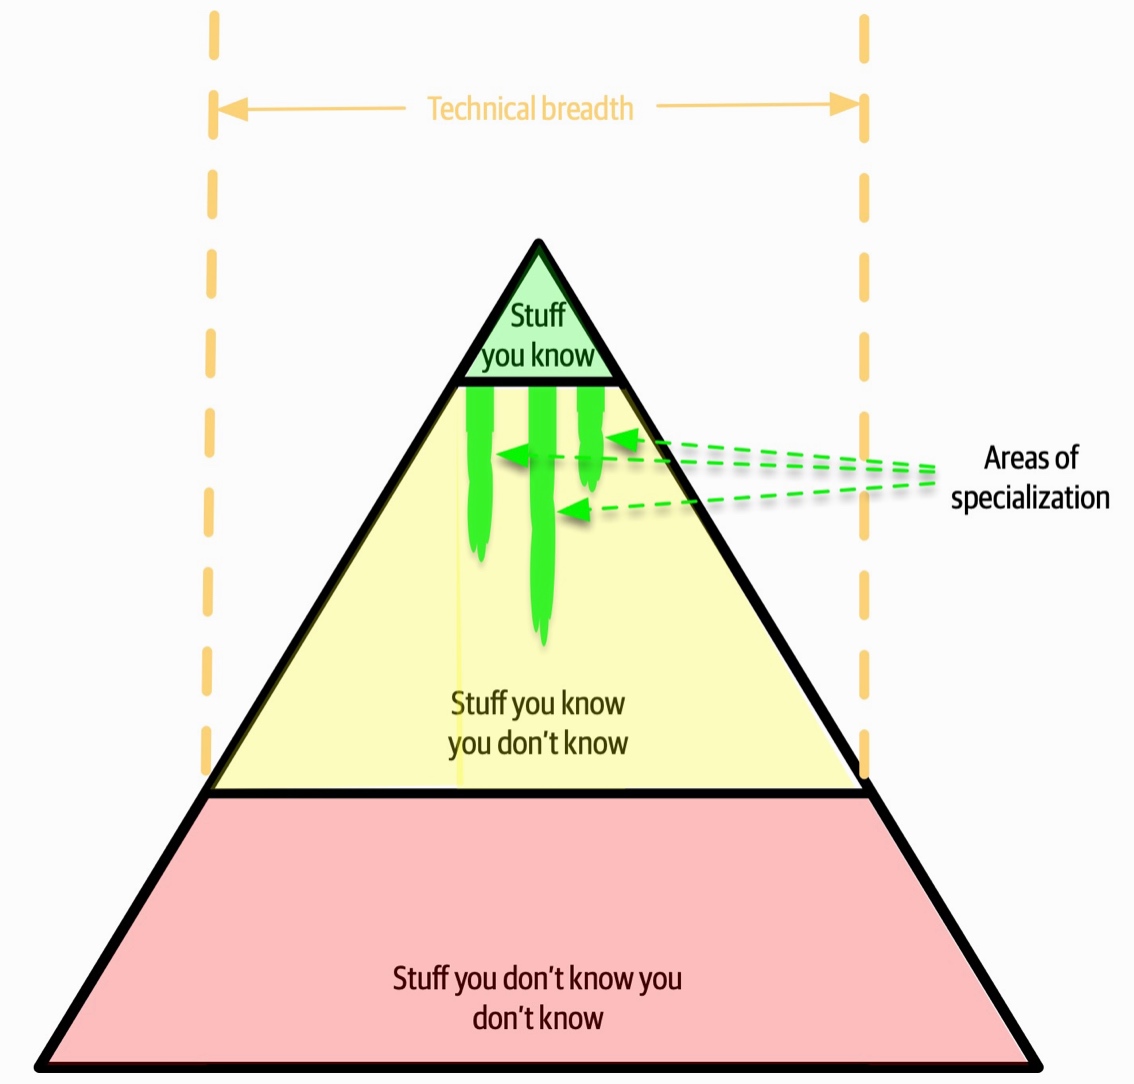 Technical breadth
Stuff
you know
Areas of
specialization
Stuff you know
you don't know
Stuff you don't know you
don't know